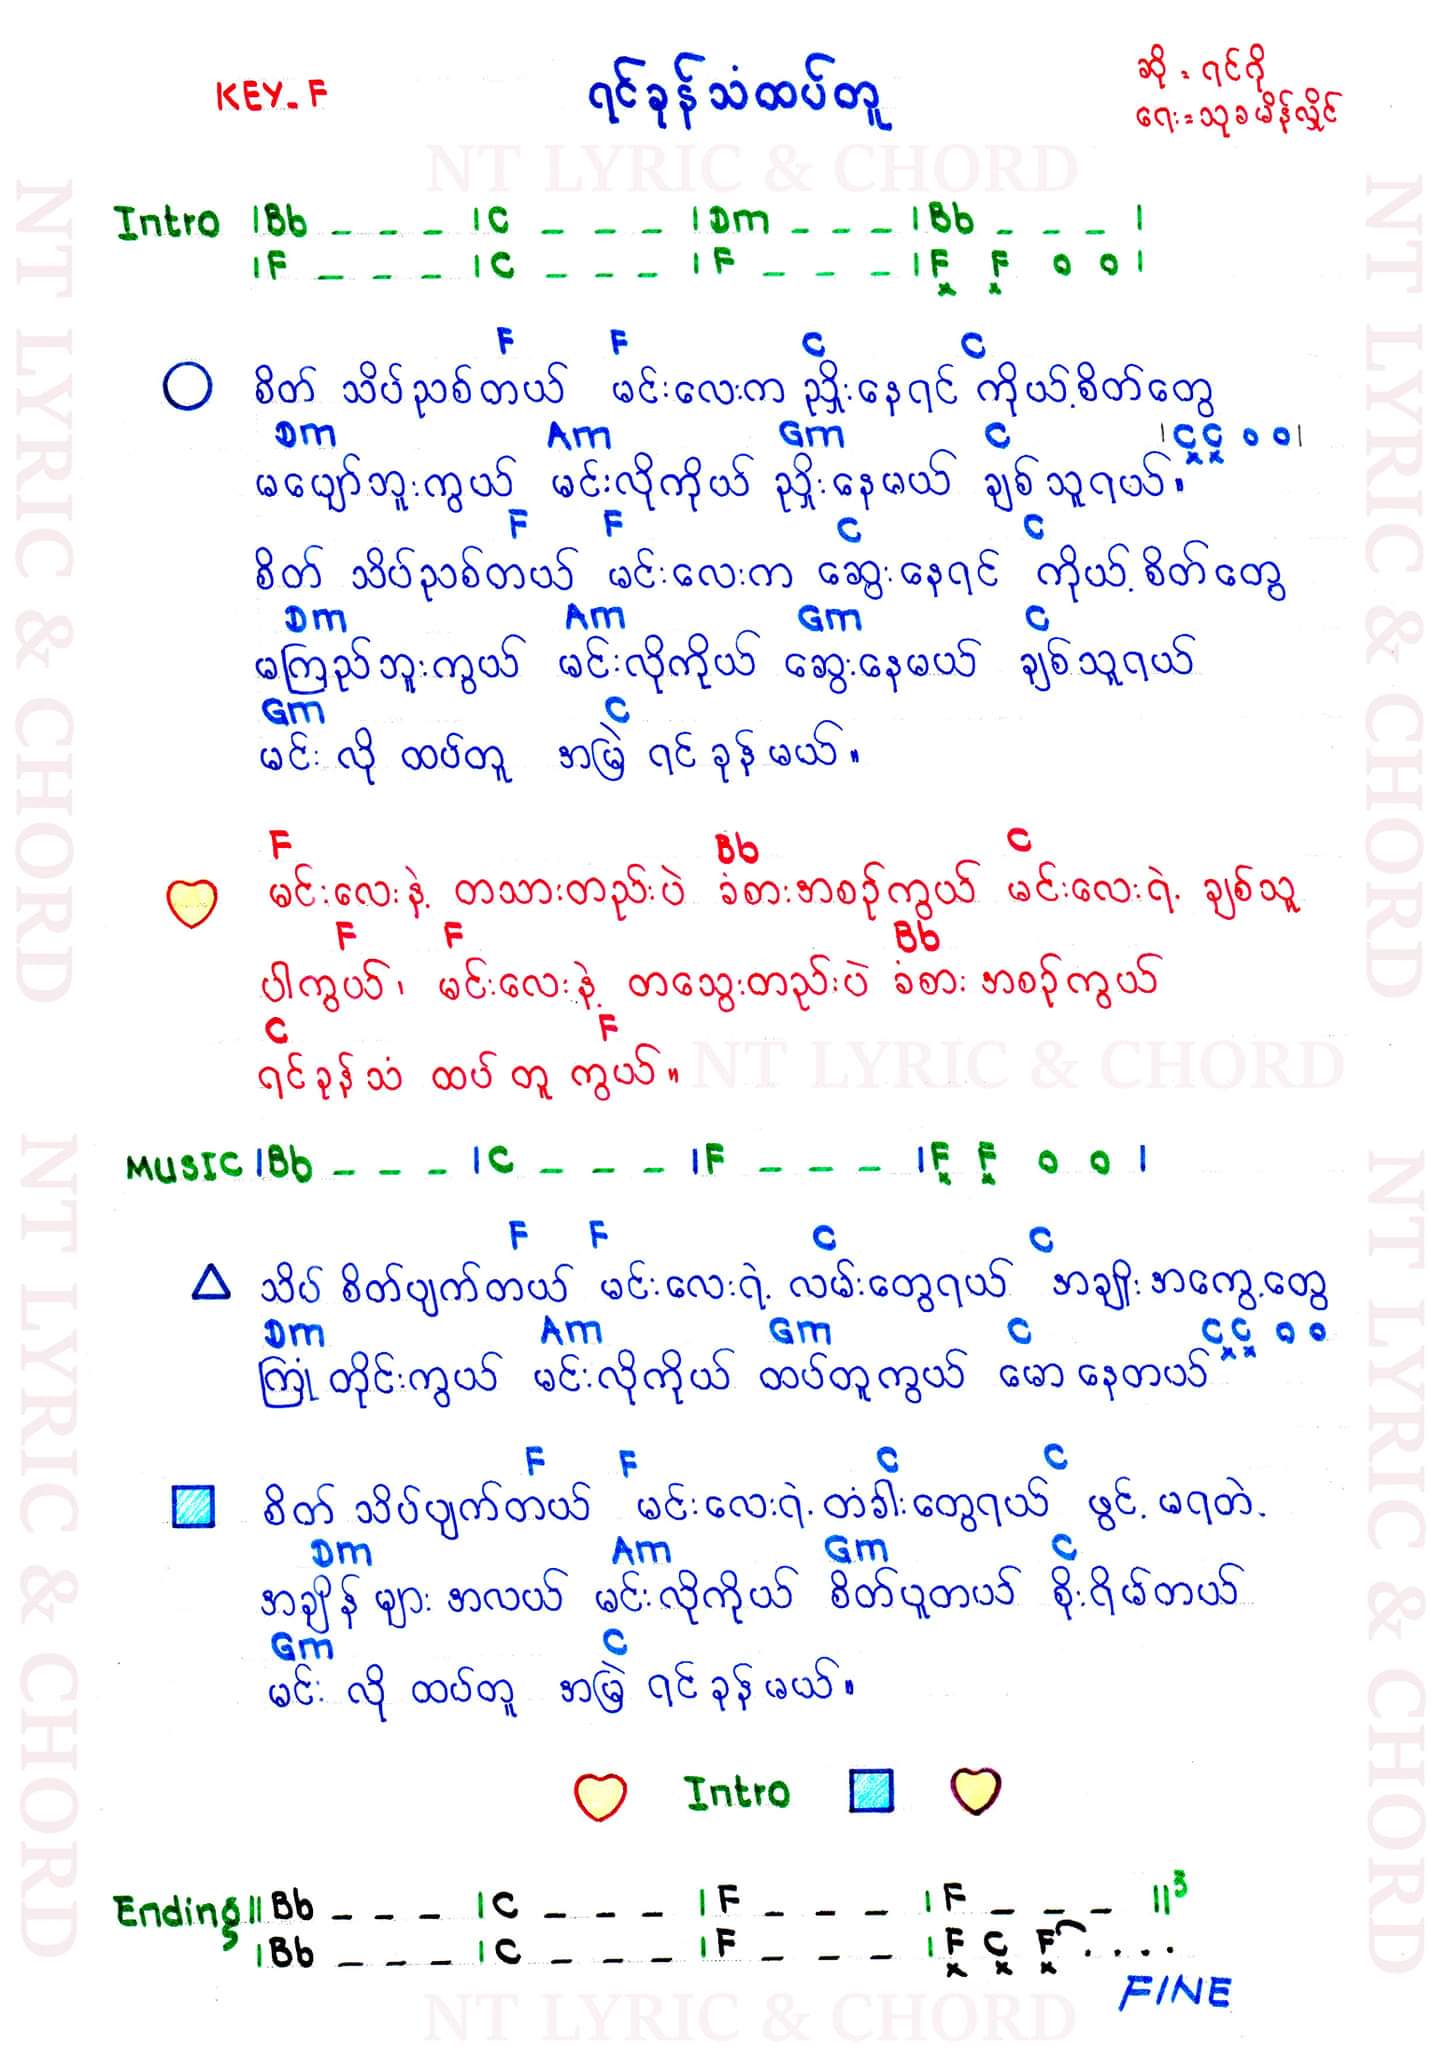 KEY-F
ရင်ခုန်သံထပ်တူ
ဆို = ရင်ဂို
ရေး = သုခမိန်လှိုင်
NT LYRIC & CHORD
Intro |Bb _ _ _ |C _ _ _ |Dm _ _ _ |Bb _ _ _ |
|F _ _ _ |C _ _ _ |F _ _ _ |F F o o |
x x
F F C C
စိတ် သိပ်ညစ်တယ် မင်းလေးက ညှိုးနေရင် ကိုယ့်စိတ်တွေ
Dm Am Gm C |C C o o|
x x
မပျော်ဘူးကွယ် မင်းလိုကိုယ် ညှိုးနေမယ် ချစ်သူရယ်။
F F C C
စိတ် သိပ်ညစ်တယ် မင်းလေးက ဆွေးနေရင် ကိုယ့်စိတ်တွေ
Dm Am Gm C
မကြည်ဘူးကွယ် မင်းလိုကိုယ် ဆွေးနေမယ် ချစ်သူရယ်
Gm C
မင်းလို ထပ်တူ အမြဲ ရင်ခုန်မယ်။
F Bb C
မင်းလေးနဲ့ တသားတည်းပဲ ခံစားအစဉ်ကွယ် မင်းလေးရဲ့ ချစ်သူ
F F Bb
ပါကွယ်၊ မင်းလေးနဲ့ တသွေးတည်းပဲ ခံစား အစဉ်ကွယ်
C F
ရင်ခုန်သံ ထပ်တူ ကွယ်။
NT LYRIC & CHORD
MUSIC |Bb _ _ _ |C _ _ _ |F _ _ _ |F F o o |
x x
F F C C
သိပ် စိတ်ပျက်တယ် မင်းလေးရဲ့ လမ်းတွေရယ် အချိုးအကွေ့တွေ
Dm Am Gm C C C o o
x x
ကြုံတိုင်းကွယ် မင်းလိုကိုယ် ထပ်တူကွယ် မောနေတယ်
F F C C
စိတ် သိပ်ပျက်တယ် မင်းလေးရဲ့ တံခါးတွေရယ် ဖွင့်မရတဲ့
Dm Am Gm C
အချိန်များအလယ် မင်းလိုကိုယ် စိတ်ပူတယ် စိုးရိမ်တယ်
Gm C
မင်းလို ထပ်တူ အမြဲ ရင်ခုန်မယ်။
Intro
Ending ||Bb _ _ _ |C _ _ _ |F _ _ _ |F _ _ _ ||3
|Bb _ _ _ |C _ _ _ |F _ _ _ |F C F ....
x x x
FINE
NT LYRIC & CHORD
NT LYRIC & CHORD
NT LYRIC & CHORD
NT LYRIC & CHORD
NT LYRIC & CHORD